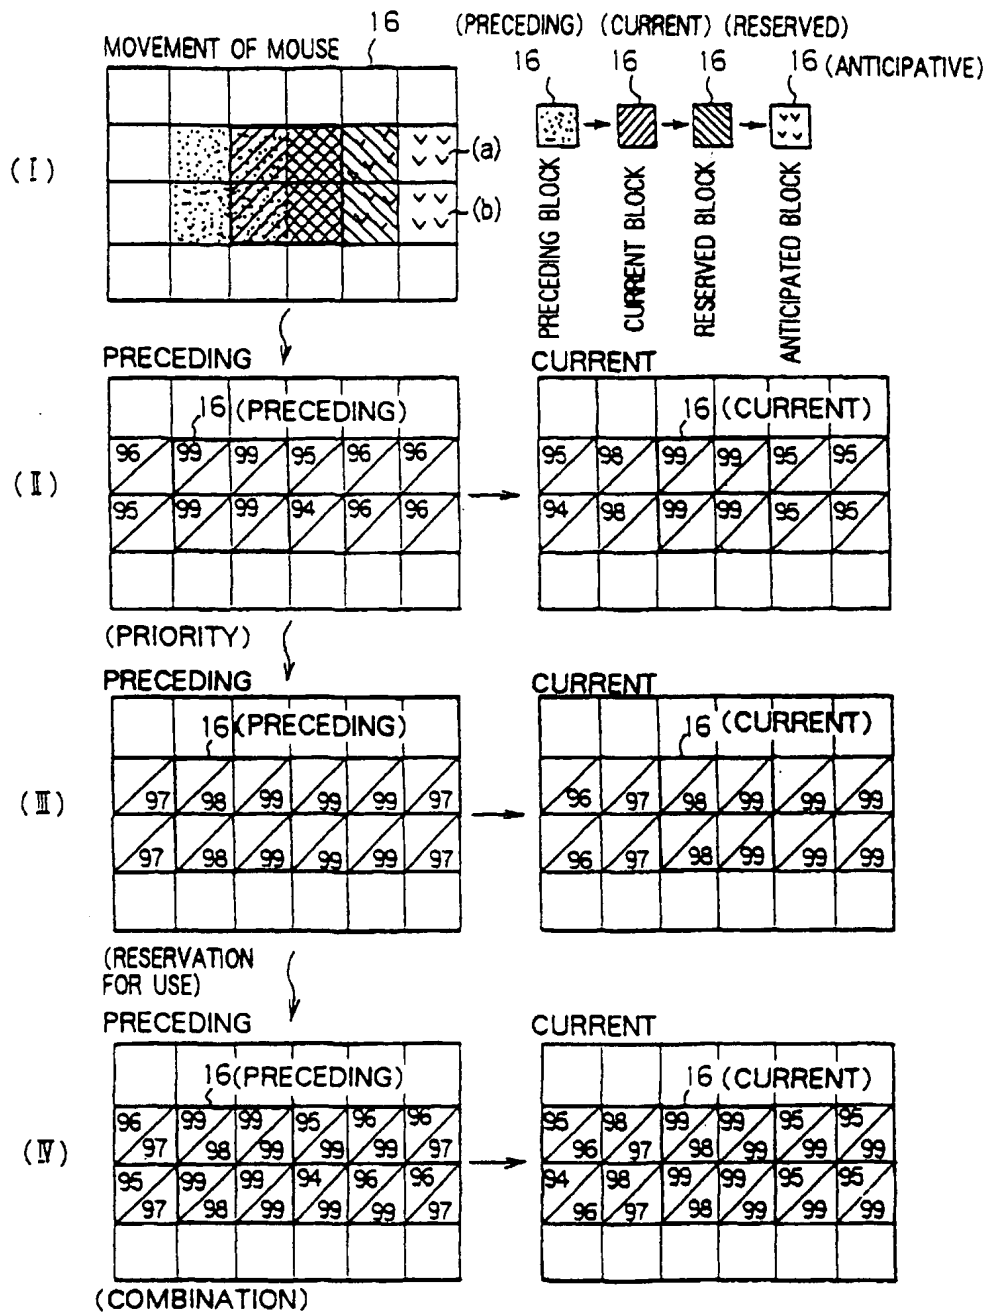 MOVEMENT OF MOUSE
16
(PRECEDING) (CURRENT) (RESERVED)
16 16 16 16 (ANTICIPATIVE)
(I)
(a)
(b)
PRECEDING BLOCK
CURRENT BLOCK
RESERVED BLOCK
ANTICIPATED BLOCK
PRECEDING
CURRENT
16 (PRECEDING)
16 (CURRENT)
(II)
96 99 99 95 96 96
95 98 99 99 95 95
95 99 99 94 96 96
94 98 99 99 95 95
(PRIORITY)
PRECEDING
CURRENT
16 (PRECEDING)
16 (CURRENT)
(III)
97 98 99 99 99 97
96 97 98 99 99 99
97 98 99 99 99 97
96 97 98 99 99 99
(RESERVATION
FOR USE)
PRECEDING
CURRENT
16 (PRECEDING)
16 (CURRENT)
(IV)
96 99 99 95 96 96
95 98 99 99 95 95
97 98 99 99 99 97
96 97 98 99 99 99
95 99 99 94 96 96
94 98 99 99 95 95
97 98 99 99 99 97
96 97 98 99 99 99
(COMBINATION)